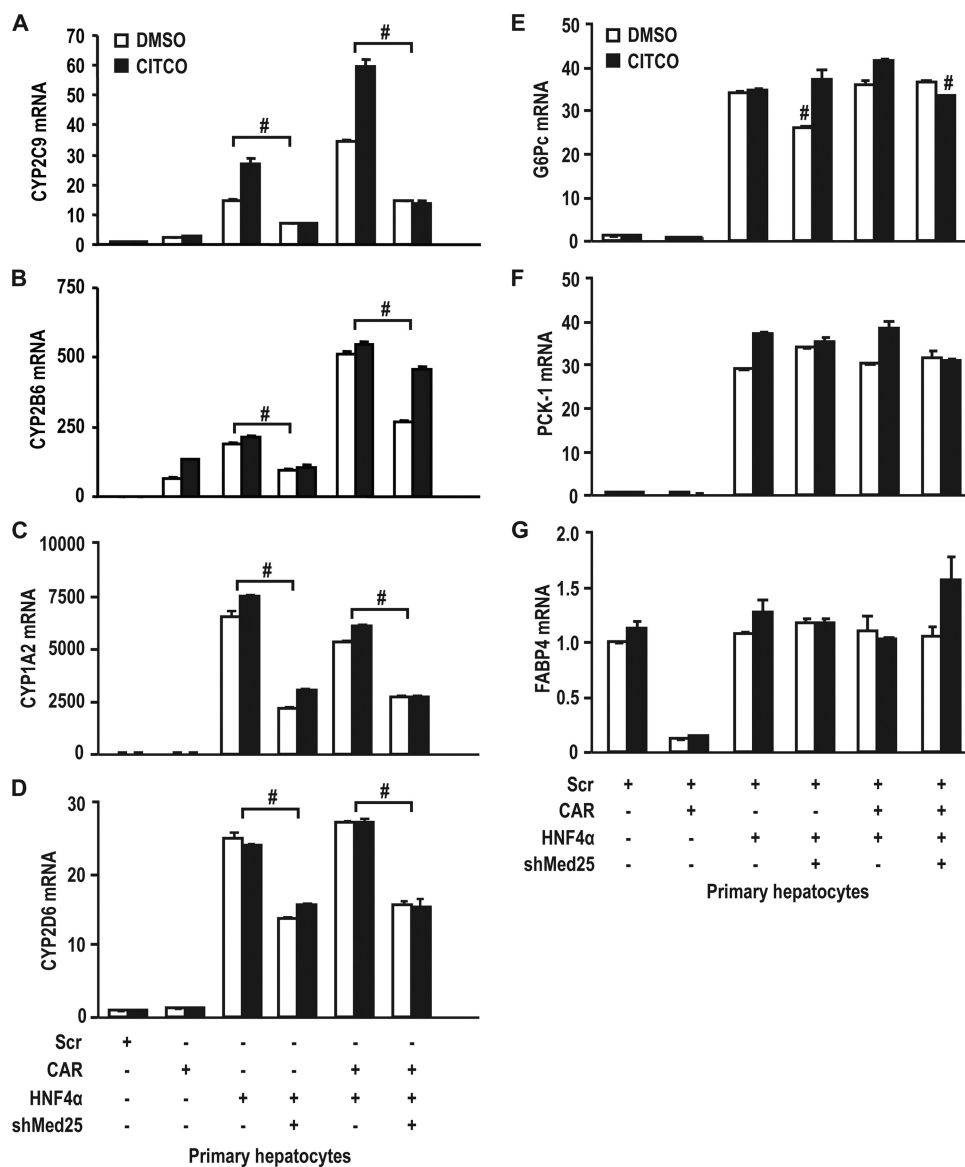 A
DMSO
CITCO
CYP2C9 mRNA
70
60
50
40
30
20
10
0
#
#
B
CYP2B6 mRNA
750
500
250
0
#
#
C
CYP1A2 mRNA
10000
7500
5000
2500
0
#
#
D
CYP2D6 mRNA
30
20
10
0
#
#
Scr + - - - - -
CAR - + - - + +
HNF4α - - + + + +
shMed25 - - - + - +
Primary hepatocytes
E
DMSO
CITCO
G6Pc mRNA
50
40
30
20
10
0
#
#
F
PCK-1 mRNA
50
40
30
20
10
0
G
FABP4 mRNA
2.0
1.5
1.0
0.5
0
Scr + + + + + +
CAR - + - - + +
HNF4α - - + + + +
shMed25 - - - + - +
Primary hepatocytes